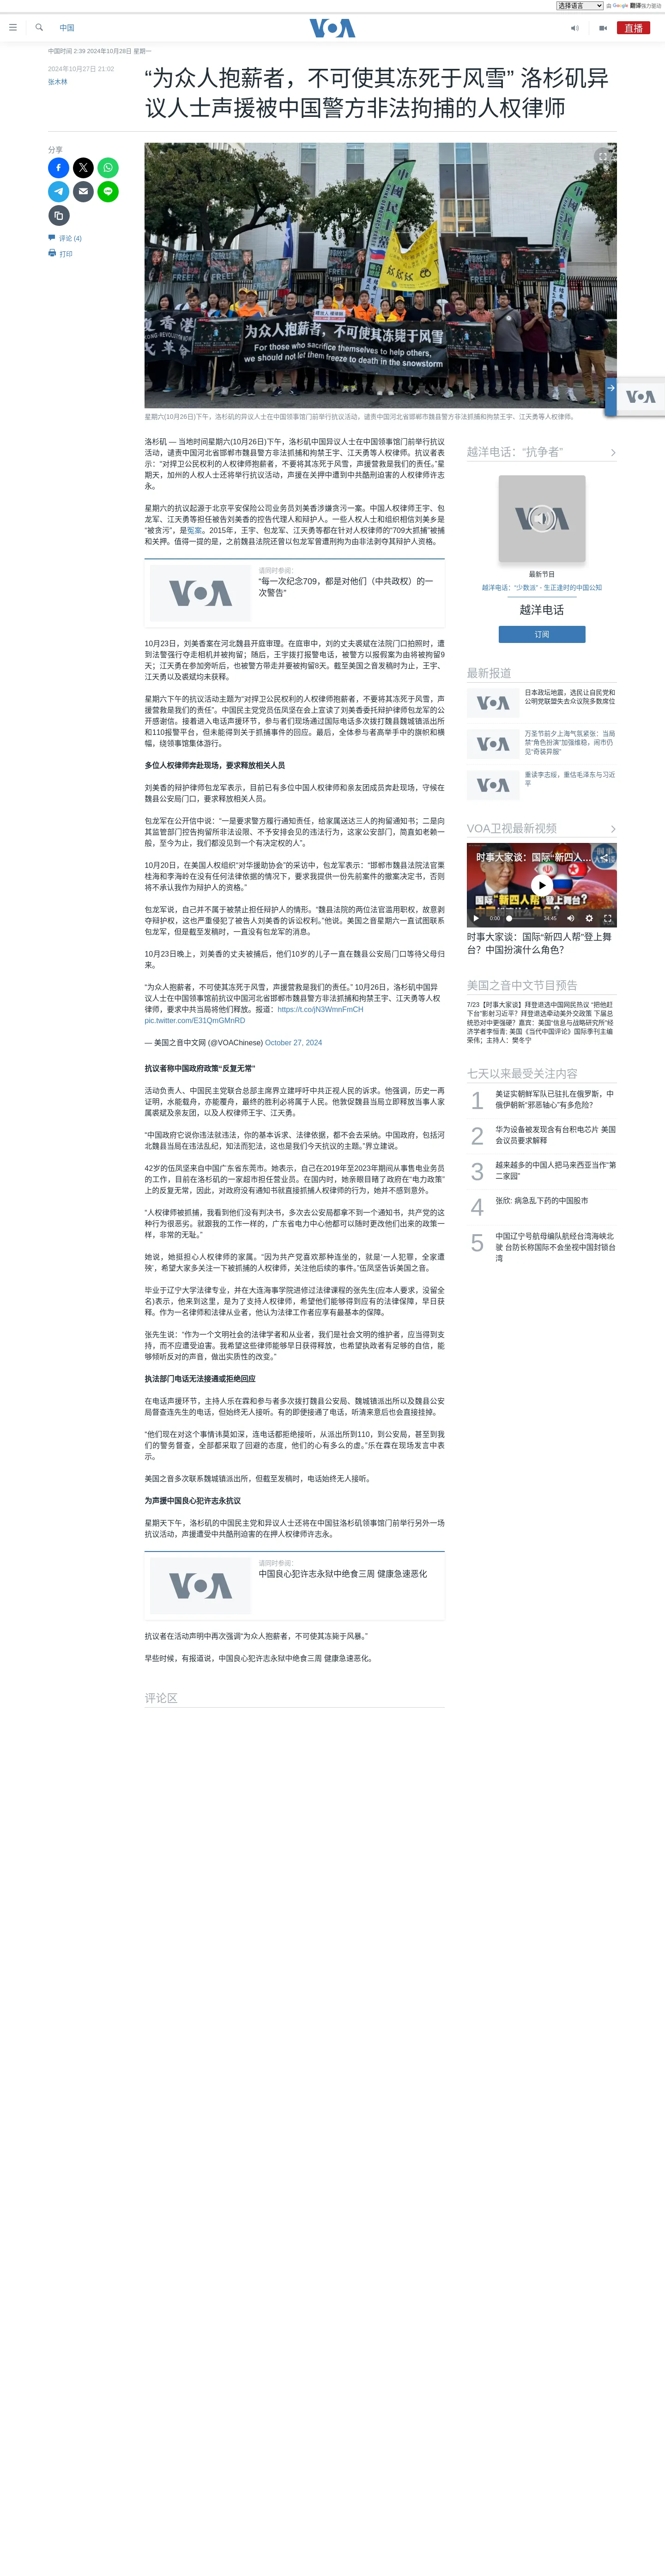 选择语言
由 Google 翻译强力驱动
中国
VOA
直播
中国时间 2:39 2024年10月29日 星期一
2024年10月27日 21:02
张木林
“为众人抱薪者，不可使其冻死于风雪” 洛杉矶异
议人士声援被中国警方非法拘捕的人权律师
分享
评论 (4)
打印
为众人抱薪者，不可使其冻毙于风雪
For those who sacrifice themselves to help others,
we should not let them freeze to death in the snowstorm
星期六(10月26日)下午，洛杉矶的异议人士在中国领事馆门前举行抗议活动，谴责中国河北省邯郸市魏县警方非法抓捕和拘禁王宇、江天勇等人权律师。
洛杉矶 — 当地时间星期六(10月26日)下午，洛杉矶中国异议人士在中国领事馆门前举行抗议
活动，谴责中国河北省邯郸市魏县警方非法抓捕和拘禁王宇、江天勇等人权律师。抗议者表
示：“对捍卫公民权利的人权律师抱薪者，不要将其冻死于风雪，声援营救是我们的责任。”星
期天，加州的人权人士还将举行抗议活动，声援在关押中遭到中共酷刑迫害的人权律师许志
永。
星期六的抗议起源于北京平安保险公司业务员刘美香涉嫌贪污一案。中国人权律师王宇、包
龙军、江天勇等担任被告刘美香的控告代理人和辩护人。一些人权人士和组织相信刘美乡是
“被贪污”，是冤案。2015年，王宇、包龙军、江天勇等都在针对人权律师的“709大抓捕”被捕
和关押。值得一提的是，之前魏县法院还曾以包龙军曾遭刑拘为由非法剥夺其辩护人资格。
请同时参阅：
“每一次纪念709，都是对他们（中共政权）的一
次警告”
10月23日，刘美香案在河北魏县开庭审理。在庭审中，刘的丈夫裘斌在法院门口拍照时，遭
到法警强行夺走相机并被拘留；随后，王宇拨打报警电话，被警方以报假案为由将被拘留9
天；江天勇在参加旁听后，也被警方带走并要被拘留8天。截至美国之音发稿时为止，王宇、
江天勇以及裘斌均未获释。
星期六下午的抗议活动主题为“对捍卫公民权利的人权律师抱薪者，不要将其冻死于风雪，声
援营救是我们的责任”。中国民主党党员伍凤坚在会上宣读了刘美香委托辩护律师包龙军的公
开感谢信。接着进入电话声援环节，参与者们现场通过国际电话多次拨打魏县魏城镇派出所
和110报警平台，但未能得到关于抓捕事件的回应。最后，全体参与者高举手中的旗帜和横
幅，绕领事馆集体游行。
多位人权律师奔赴现场，要求释放相关人员
刘美香的辩护律师包龙军表示，目前已有多位中国人权律师和亲友团成员奔赴现场，守候在
魏县公安局门口，要求释放相关人员。
包龙军在公开信中说：“一是要求警方履行通知责任，给家属送达三人的拘留通知书；二是向
其监管部门控告拘留所非法设限、不予安排会见的违法行为，这家公安部门，简直如老赖一
般，至今为止，我们都没见到一个有决定权的人”。
10月20日，在美国人权组织“对华援助协会”的采访中，包龙军表示：“邯郸市魏县法院官栗
桂海和李海岭在没有任何法律依据的情况下，要求我提供一份先前案件的撤案决定书，否则
将不承认我作为辩护人的资格。”
包龙军说，自己并不属于被禁止担任辩护人的情形。“魏县法院的两位法官滥用职权，故意剥
夺辩护权，这也严重侵犯了被告人刘美香的诉讼权利。”他说。美国之音星期六一直试图联系
包龙军，但是截至发稿时，一直没有包龙军的消息。
10月23日晚上，刘美香的丈夫被捕后，他们10岁的儿子一直在魏县公安局门口等待父母归
来。
“为众人抱薪者，不可使其冻死于风雪，声援营救是我们的责任。” 10月26日，洛杉矶中国异
议人士在中国领事馆前抗议中国河北省邯郸市魏县警方非法抓捕和拘禁王宇、江天勇等人权
律师，要求中共当局将他们释放。报道：https://t.co/jN3WmnFmCH
pic.twitter.com/E31QmGMnRD
— 美国之音中文网 (@VOAChinese) October 27, 2024
抗议者称中国政府政策“反复无常”
活动负责人、中国民主党联合总部主席界立建呼吁中共正视人民的诉求。他强调，历史一再
证明，水能载舟，亦能覆舟，最终的胜利必将属于人民。他敦促魏县当局立即释放当事人家
属裘斌及亲友团，以及人权律师王宇、江天勇。
“中国政府它说你违法就违法，你的基本诉求、法律依据，都不会去采纳。中国政府，包括河
北魏县当局在违法乱纪，知法而犯法，这也是我们今天抗议的主题。”界立建说。
42岁的伍凤坚来自中国广东省东莞市。她表示，自己在2019年至2023年期间从事售电业务员
的工作，目前在洛杉矶的一家超市担任营业员。在国内时，她亲眼目睹了政府在“电力政策”
上的反复无常，因此，对政府没有通知书就直接抓捕人权律师的行为，她并不感到意外。
“人权律师被抓捕，我看到他们没有判决书，多次去公安局都拿不到一个通知书，共产党的这
种行为很恶劣。就跟我的工作一样的，广东省电力中心他都可以随时更改他们出来的政策一
样，非常的无耻。”
她说，她挺担心人权律师的家属。“因为共产党喜欢那种连坐的，就是‘一人犯罪，全家遭
殃’，希望大家多关注一下被抓捕的人权律师，关注他后续的事件。”伍凤坚告诉美国之音。
毕业于辽宁大学法律专业，并在大连海事学院进修过法律课程的张先生(应本人要求，没留全
名)表示，他来到这里，是为了支持人权律师，希望他们能够得到应有的法律保障，早日获
释。作为一名律师和法律从业者，他认为法律工作者应享有最基本的保障。
张先生说：“作为一个文明社会的法律学者和从业者，我们是社会文明的维护者，应当得到支
持，而不应遭受迫害。我希望这些律师能够早日获得释放，也希望执政者有足够的自信，能
够倾听反对的声音，做出实质性的改变。”
执法部门电话无法接通或拒绝回应
在电话声援环节，主持人乐在霖和参与者多次拨打魏县公安局、魏城镇派出所以及魏县公安
局督查连先生的电话，但始终无人接听。有的即便接通了电话，听清来意后也会直接挂掉。
“他们现在对这个事情讳莫如深，连电话都拒绝接听，从派出所到110，到公安局，甚至到我
们的警务督查，全部都采取了回避的态度，他们的心有多么的虚。”乐在霖在现场发言中表
示。
美国之音多次联系魏城镇派出所，但截至发稿时，电话始终无人接听。
为声援中国良心犯许志永抗议
星期天下午，洛杉矶的中国民主党和异议人士还将在中国驻洛杉矶领事馆门前举行另外一场
抗议活动，声援遭受中共酷刑迫害的在押人权律师许志永。
请同时参阅：
中国良心犯许志永狱中绝食三周 健康急速恶化
抗议者在活动声明中再次强调“为众人抱薪者，不可使其冻毙于风暴。”
早些时候，有报道说，中国良心犯许志永狱中绝食三周 健康急速恶化。
评论区
越洋电话：“抗争者”
最新节目
越洋电话：“少数派” - 生正逢时的中国公知
越洋电话
订阅
最新报道
日本政坛地震，选民让自民党和
公明党联盟失去众议院多数席位
万圣节前夕上海气氛紧张：当局
禁“角色扮演”加强维稳，闹市仍
见“奇装异服”
重读李志绥，重估毛泽东与习近
平
VOA卫视最新视频
时事大家谈：国际“新四人...
0:00
34:45
时事大家谈：国际“新四人帮”登上舞
台？中国扮演什么角色？
美国之音中文节目预告
7/23【时事大家谈】拜登退选中国网民热议 “把他赶
下台”影射习近平？拜登退选牵动美外交政策 下届总
统恐对中更强硬？嘉宾：美国“信息与战略研究所”经
济学者李恒青; 美国《当代中国评论》国际季刊主编
荣伟；主持人：樊冬宁
七天以来最受关注内容
1
美证实朝鲜军队已驻扎在俄罗斯，中
俄伊朝新“邪恶轴心”有多危险？
2
华为设备被发现含有台积电芯片 美国
会议员要求解释
3
越来越多的中国人把马来西亚当作“第
二家园”
4
张欣: 病急乱下药的中国股市
5
中国辽宁号航母编队航经台湾海峡北
驶 台防长称国际不会坐视中国封锁台
湾